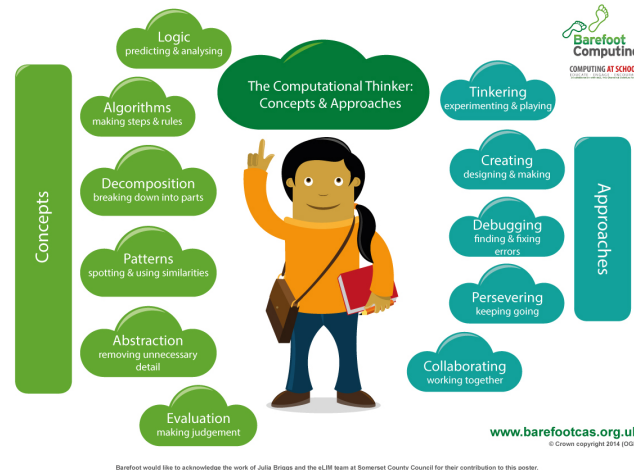 Logic
predicting & analysing
Barefoot
Computing
COMPUTING AT SCHOOL
The Computational Thinker:
Concepts & Approaches
Tinkering
experimenting & playing
Algorithms
making steps & rules
Creating
designing & making
Decomposition
breaking down into parts
Concepts
Approaches
Debugging
finding & fixing
errors
Patterns
spotting & using similarities
Persevering
keeping going
Abstraction
removing unnecessary
detail
Collaborating
working together
Evaluation
making judgement
www.barefootcas.org.uk
© Crown copyright 2014 (OG
Barefoot would like to acknowledge the work of Julia Briggs and the eLIM team at Somerset County Council for their contribution to this poster.